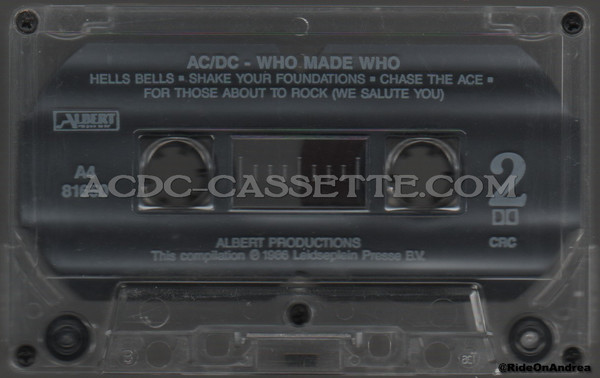 AC/DC - WHO MADE WHO
HELLS BELLS ▪ SHAKE YOUR FOUNDATIONS ▪ CHASE THE ACE ▪
FOR THOSE ABOUT TO ROCK (WE SALUTE YOU)
ALBERT
A4
2
ACDC-CASSETTE.COM
ALBERT PRODUCTIONS
CRC
This compilation ℗ 1986 Leidseplein Presse B.V.
@RideOnAndrea